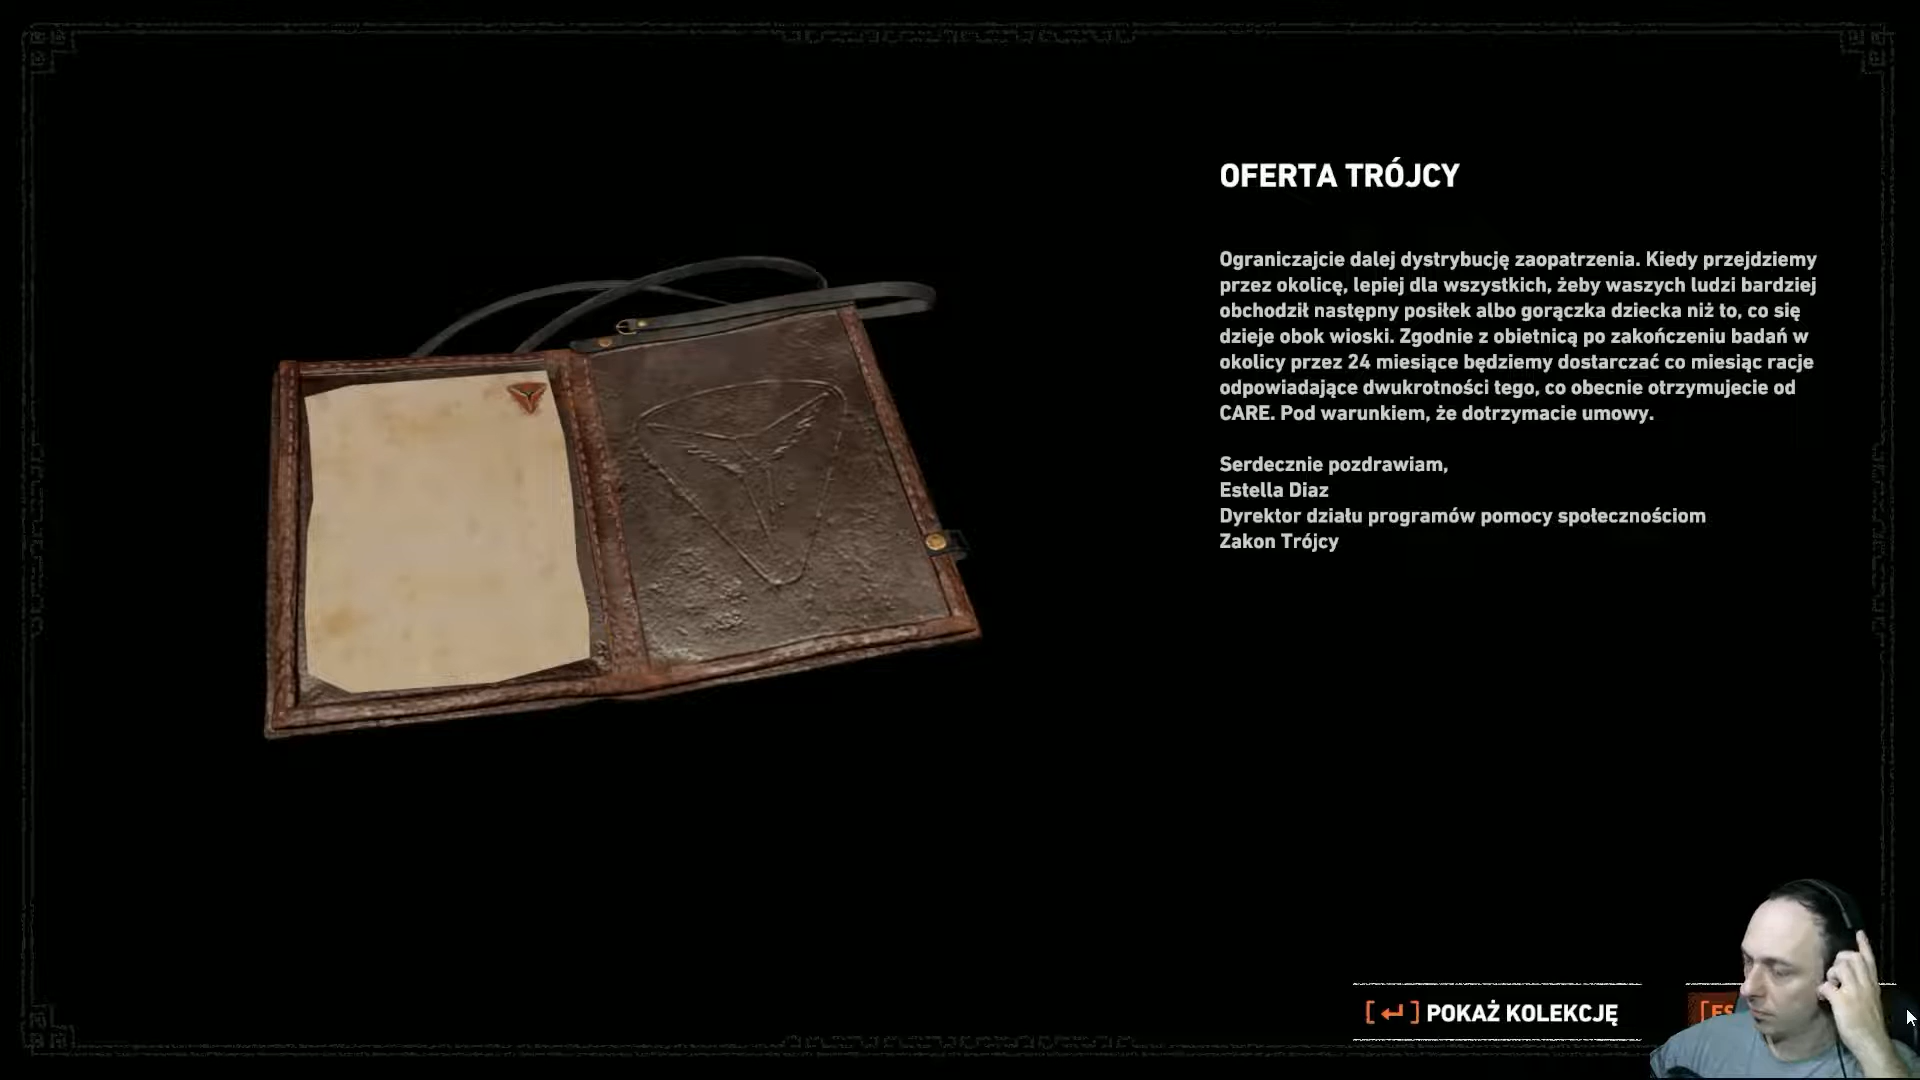 OFERTA TRÓJCY
Ograniczajcie dalej dystrybucję zaopatrzenia. Kiedy przejdziemy
przez okolicę, lepiej dla wszystkich, żeby waszych ludzi bardziej
obchodził następny posiłek albo gorączka dziecka niż to, co się
dzieje obok wioski. Zgodnie z obietnicą po zakończeniu badań w
okolicy przez 24 miesiące będziemy dostarczać co miesiąc racje
odpowiadające dwukrotności tego, co obecnie otrzymujecie od
CARE. Pod warunkiem, że dotrzymacie umowy.
Serdecznie pozdrawiam,
Estella Diaz
Dyrektor działu programów pomocy społecznościom
Zakon Trójcy
[↵] POKAŻ KOLEKCJĘ
[ES